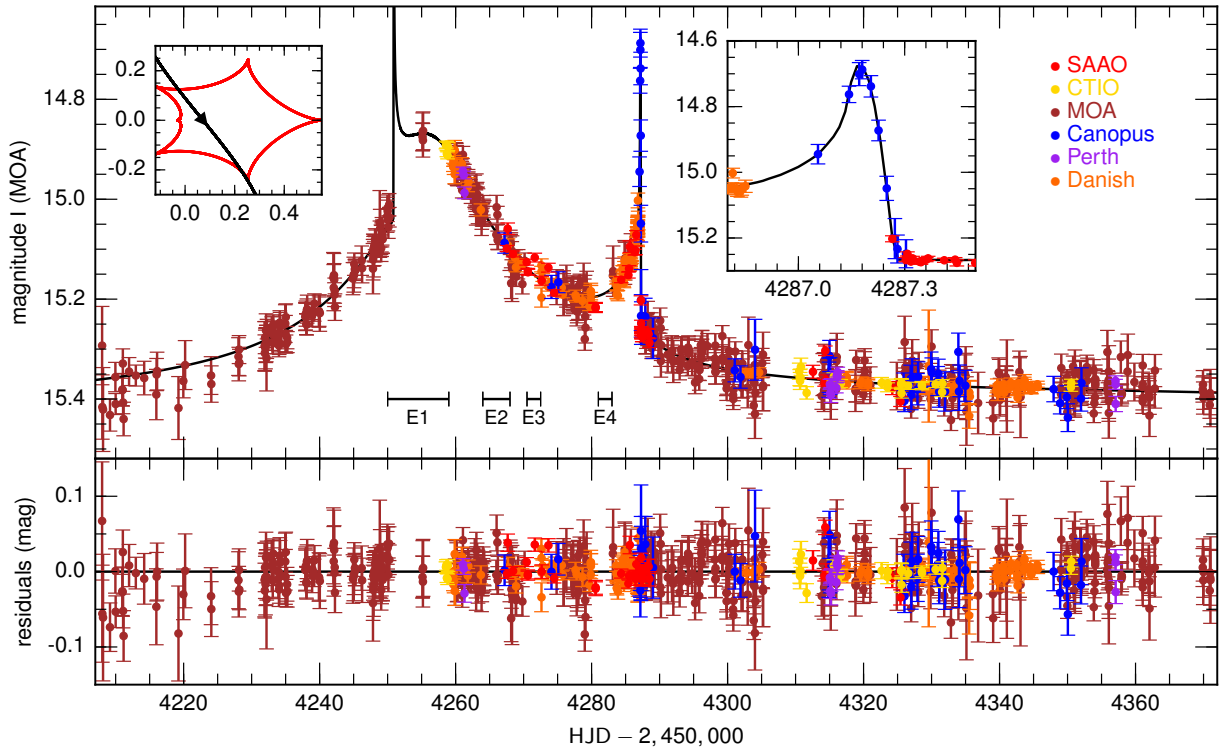 magnitude I (MOA)
14.8
15.0
15.2
15.4
0.2
0.0
-0.2
0.0 0.2 0.4
14.6
14.8
15.0
15.2
4287.0 4287.3
SAAO
CTIO
MOA
Canopus
Perth
Danish
E1 E2 E3 E4
residuals (mag)
0.1
0.0
-0.1
4220 4240 4260 4280 4300 4320 4340 4360
HJD − 2, 450, 000